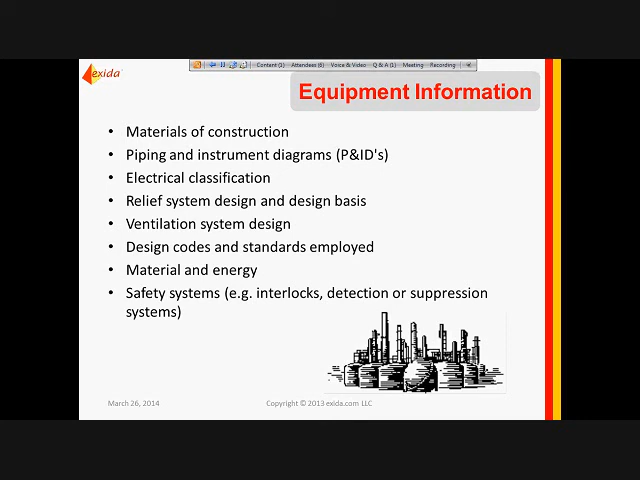 exida
Content (1) Attendees (6) Voice & Video Q & A (1) Meeting Recording
Equipment Information
• Materials of construction
• Piping and instrument diagrams (P&ID's)
• Electrical classification
• Relief system design and design basis
• Ventilation system design
• Design codes and standards employed
• Material and energy
• Safety systems (e.g. interlocks, detection or suppression
systems)
March 26, 2014 Copyright © 2013 exida.com LLC